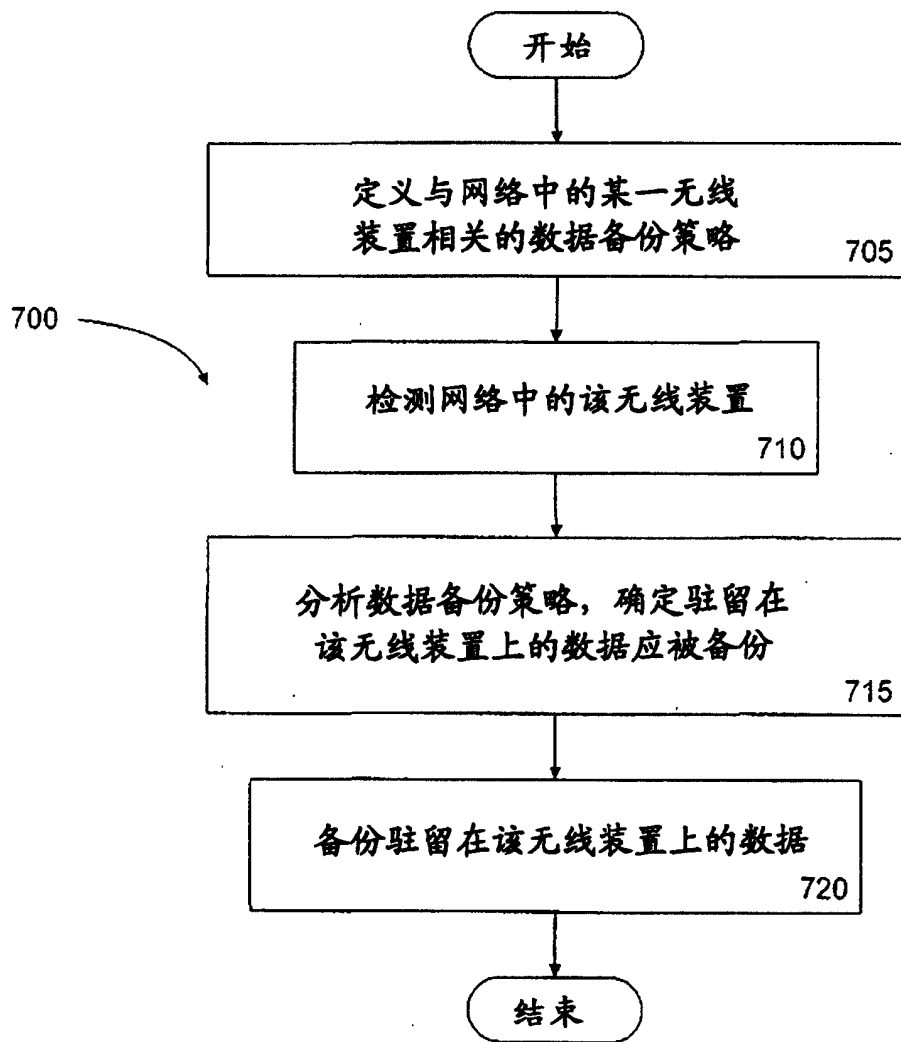 开始
定义与网络中的某一无线
装置相关的数据备份策略
705
700
检测网络中的该无线装置
710
分析数据备份策略，确定驻留在
该无线装置上的数据应被备份
715
备份驻留在该无线装置上的数据
720
结束